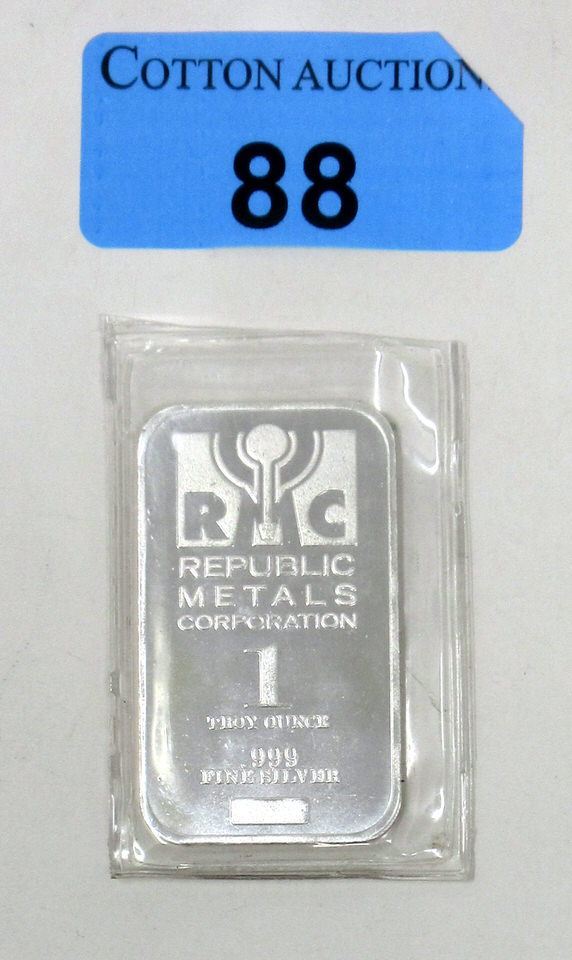 COTTON AUCTION
88
RMC
REPUBLIC
METALS
CORPORATION
1
TROY OUNCE
.999
FINE SILVER